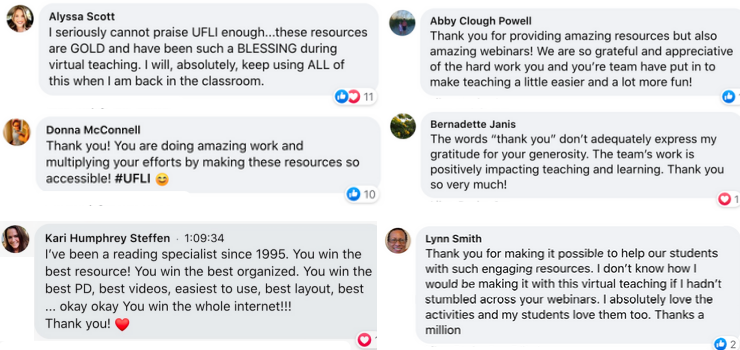 Alyssa Scott
I seriously cannot praise UFLI enough...these resources
are GOLD and have been such a BLESSING during
virtual teaching. I will, absolutely, keep using ALL of
this when I am back in the classroom.
11
Donna McConnell
Thank you! You are doing amazing work and
multiplying your efforts by making these resources so
accessible! #UFLI 😊
10
Kari Humphrey Steffen · 1:09:34
I've been a reading specialist since 1995. You win the
best resource! You win the best organized. You win the
best PD, best videos, easiest to use, best layout, best
... okay okay You win the whole internet!!!
Thank you! ❤️
Abby Clough Powell
Thank you for providing amazing resources but also
amazing webinars! We are so grateful and appreciative
of the hard work you and you're team have put in to
make teaching a little easier and a lot more fun!
Bernadette Janis
The words "thank you" don't adequately express my
gratitude for your generosity. The team's work is
positively impacting teaching and learning. Thank you
so very much!
1
Lynn Smith
Thank you for making it possible to help our students
with such engaging resources. I don't know how I
would be making it with this virtual teaching if I hadn't
stumbled across your webinars. I absolutely love the
activities and my students love them too. Thanks a
million
2